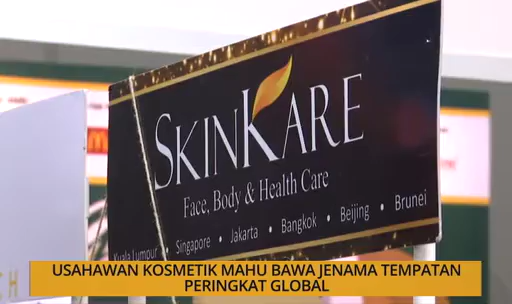 SKINKARE
Face, Body & Health Care
Kuala Lumpur • Singapore • Jakarta • Bangkok • Beijing • Brunei
CH
USAHAWAN KOSMETIK MAHU BAWA JENAMA TEMPATAN
PERINGKAT GLOBAL